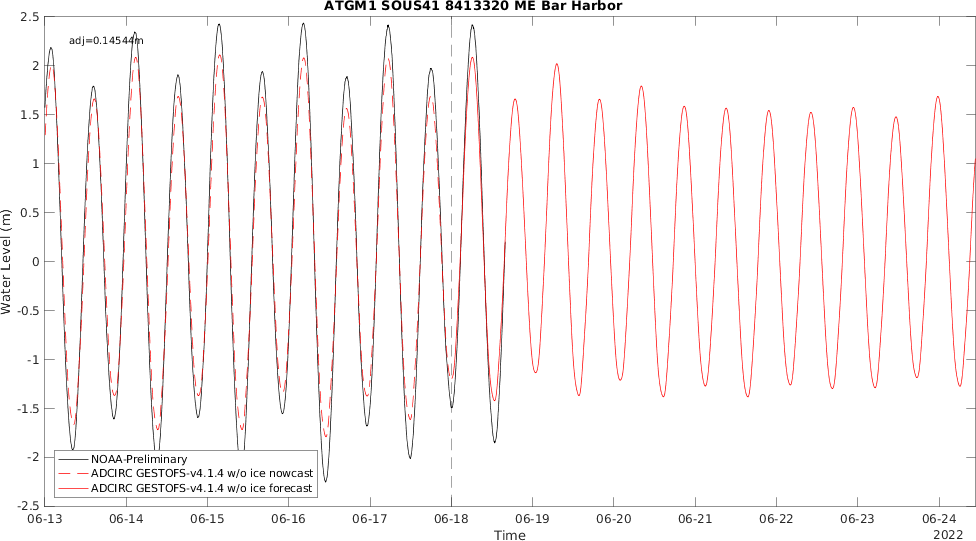 ATGM1 SOUS41 8413320 ME Bar Harbor
adj=0.14544m
2.5
2
1.5
1
0.5
0
-0.5
-1
-1.5
-2
-2.5
Water Level (m)
NOAA-Preliminary
ADCIRC GESTOFS-v4.1.4 w/o ice nowcast
ADCIRC GESTOFS-v4.1.4 w/o ice forecast
06-13 06-14 06-15 06-16 06-17 06-18 06-19 06-20 06-21 06-22 06-23 06-24
Time
2022